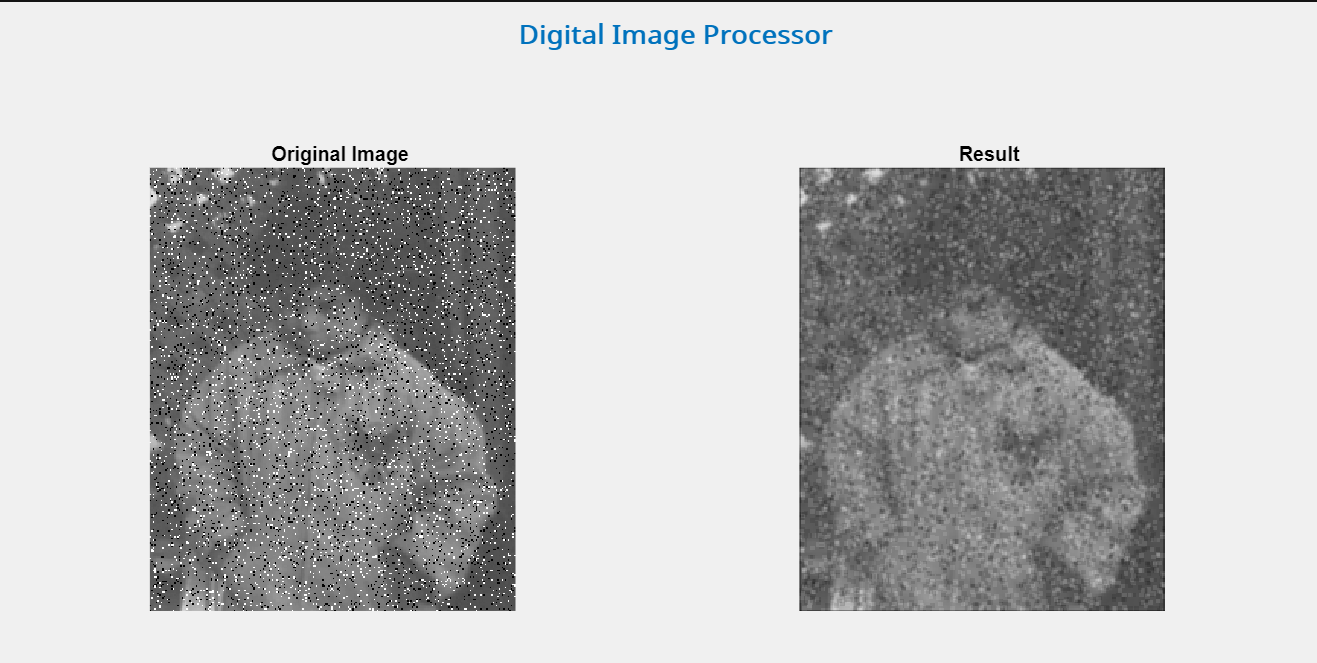 Digital Image Processor
Original Image
Result